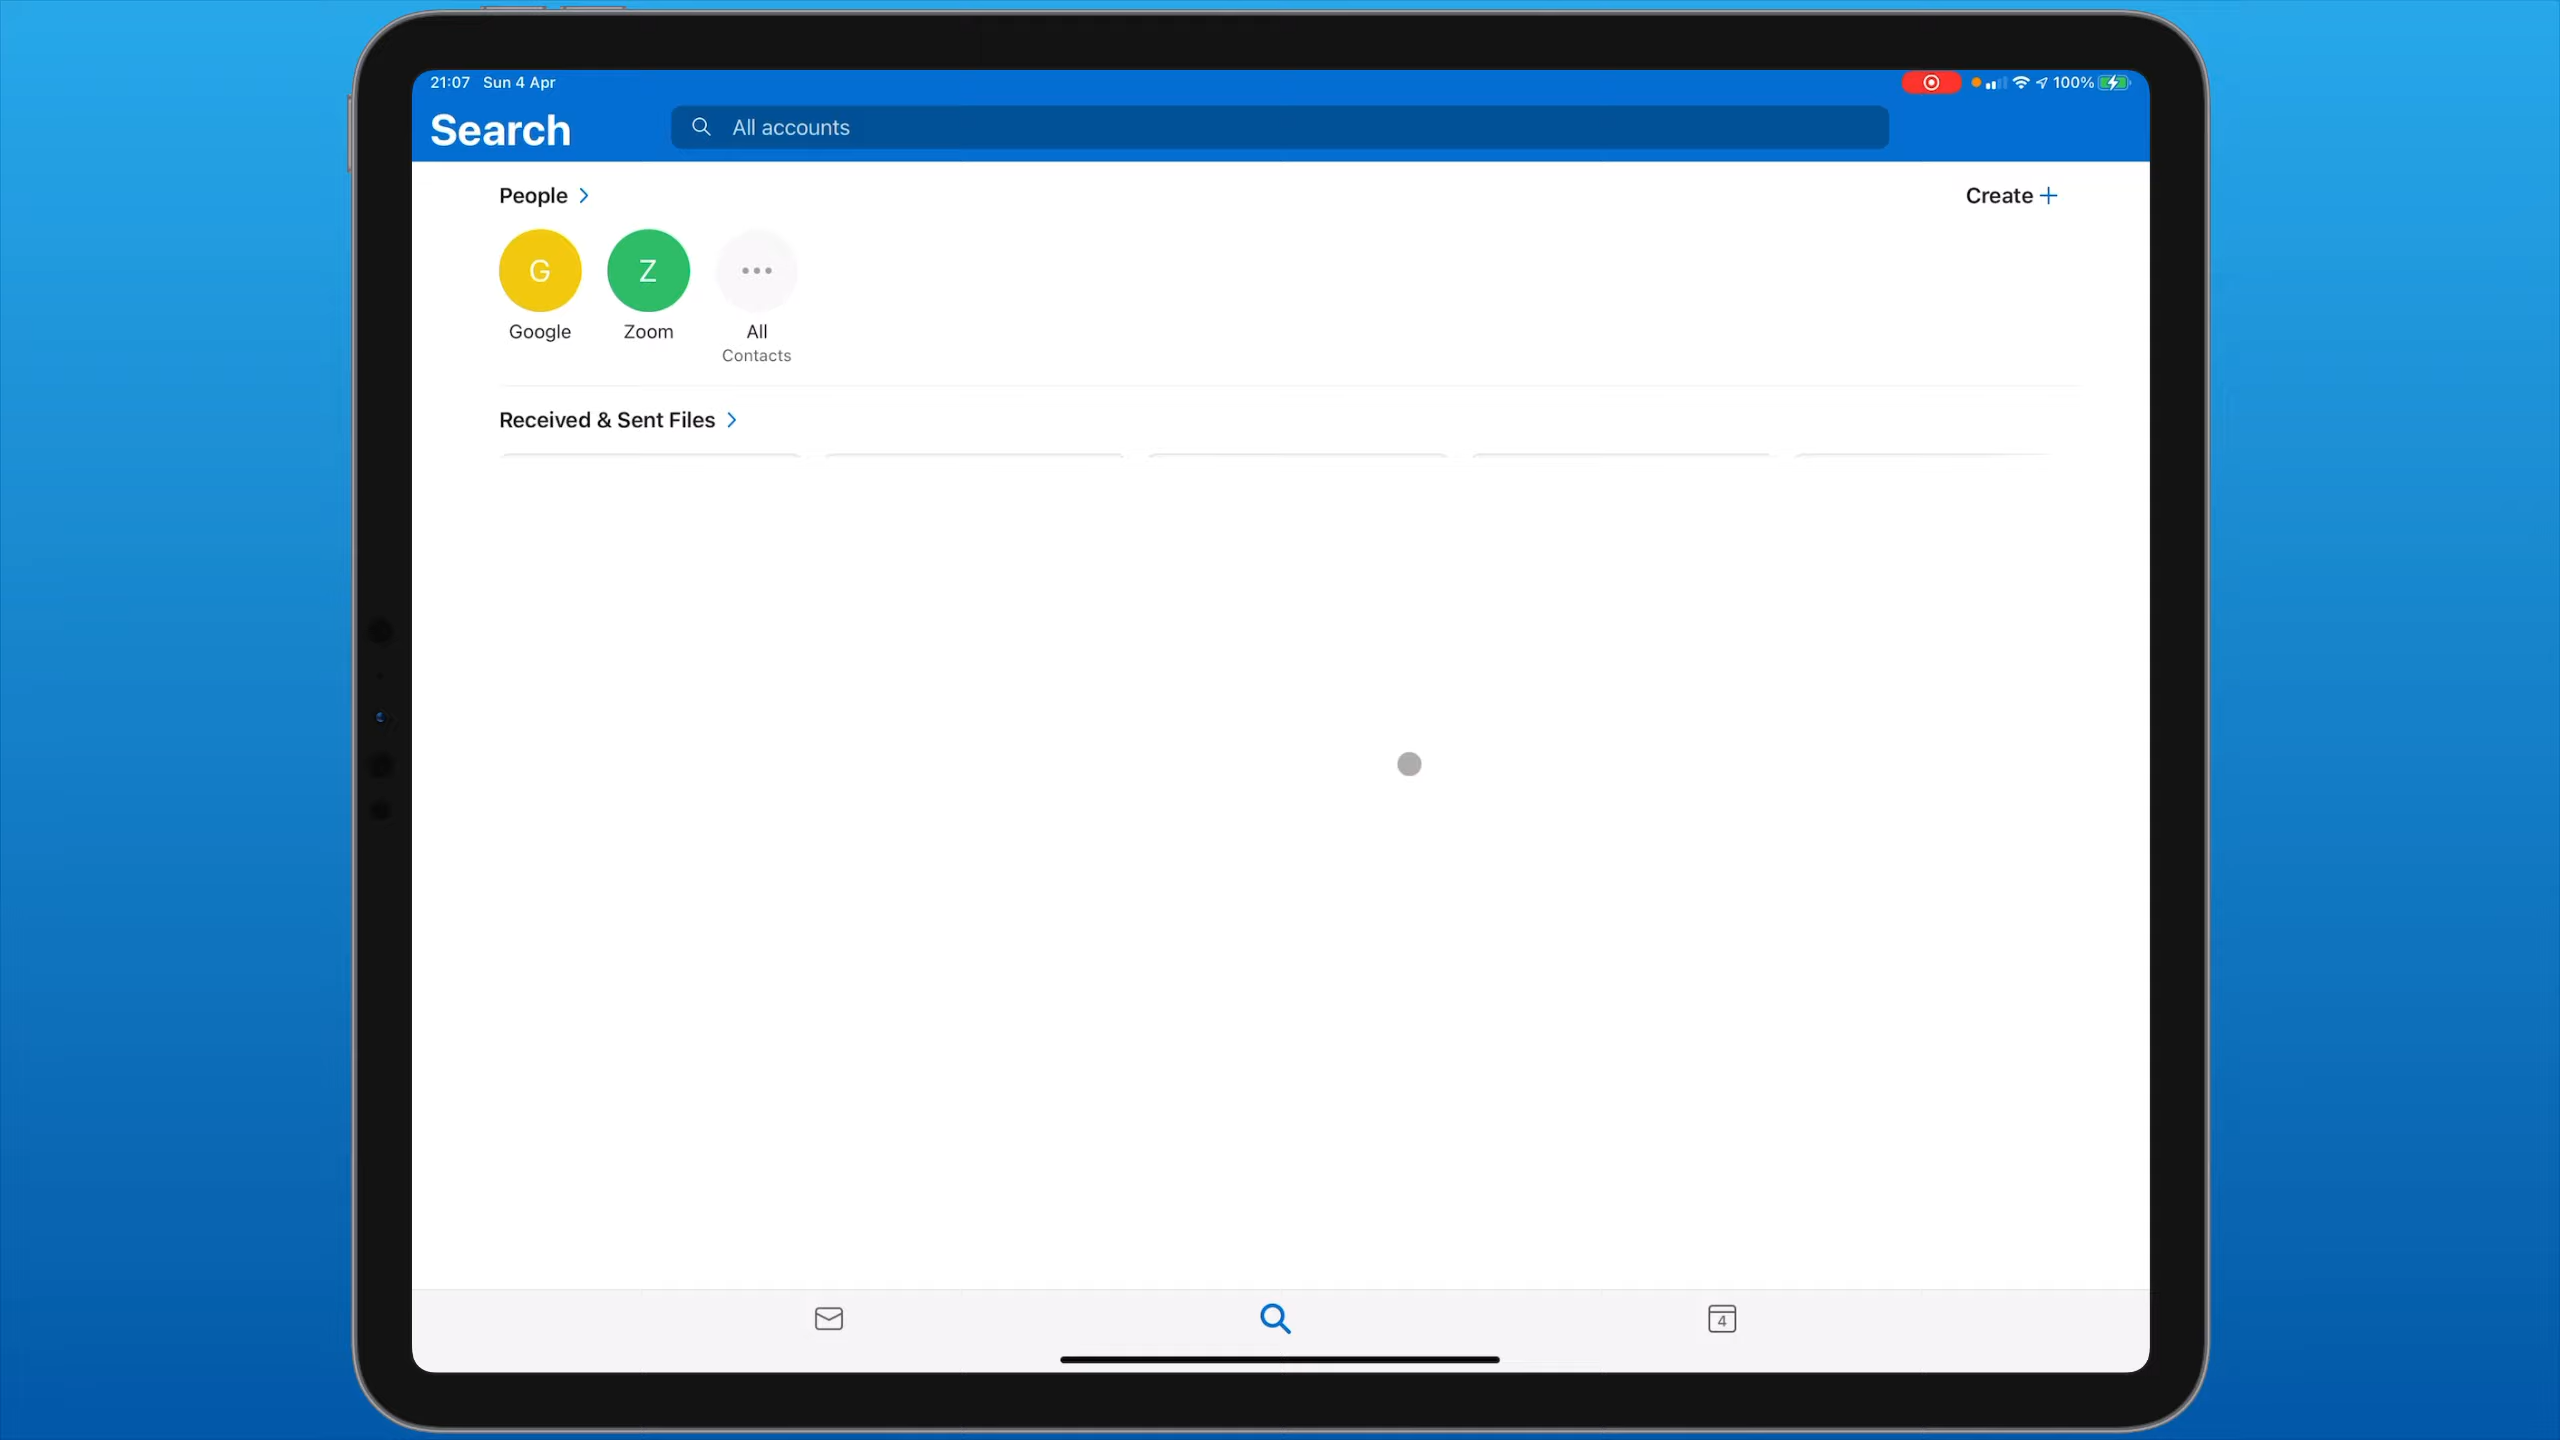 21:07 Sun 4 Apr
100%
Search
All accounts
People
Create
G
Z
Google
Zoom
All
Contacts
Received & Sent Files
4